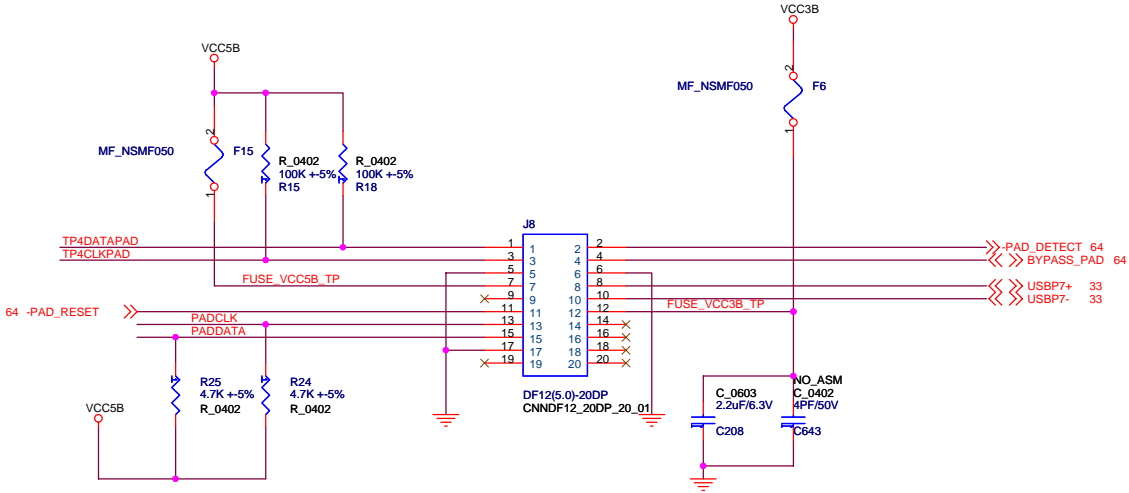 VCC3B
VCC5B
2
MF_NSMF050
F6
1
2
MF_NSMF050
F15
1
R_0402
100K +-5%
R15
R_0402
100K +-5%
R18
J8
TP4DATAPAD
1
1
2
2
-PAD_DETECT 64
TP4CLKPAD
3
3
4
4
BYPASS_PAD 64
5
5
6
6
FUSE_VCC5B_TP
7
7
8
8
USBP7+ 33
9
9
10
10
USBP7- 33
64 -PAD_RESET
11
11
12
12
FUSE_VCC3B_TP
PADCLK
13
13
14
14
PADDATA
15
15
16
16
17
17
18
18
19
19
20
20
DF12(5.0)-20DP
CNNDF12_20DP_20_01
R25
4.7K +-5%
R_0402
R24
4.7K +-5%
R_0402
VCC5B
C_0603
2.2uF/6.3V
C208
NO_ASM
C_0402
4PF/50V
C643